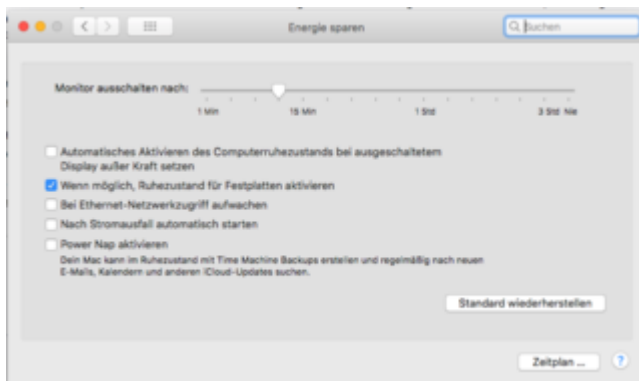 Energie sparen
Suchen
Monitor ausschalten nach:
1 Min 15 Min 1 Std 3 Std Nie
Automatisches Aktivieren des Computerruhezustands bei ausgeschaltetem
Display außer Kraft setzen
Wenn möglich, Ruhezustand für Festplatten aktivieren
Bei Ethernet-Netzwerkzugriff aufwachen
Nach Stromausfall automatisch starten
Power Nap aktivieren
Dein Mac kann im Ruhezustand mit Time Machine Backups erstellen und regelmäßig nach neuen
E-Mails, Kalendern und anderen iCloud-Updates suchen.
Standard wiederherstellen
Zeitplan ...
?